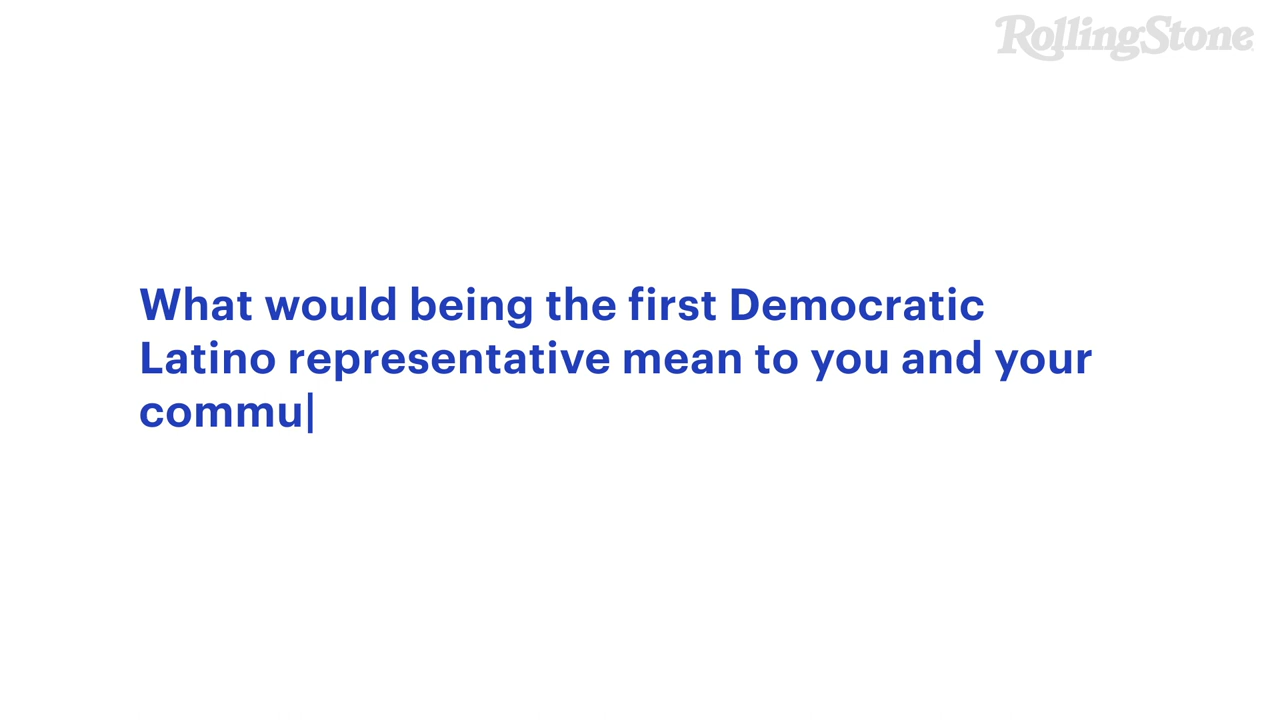 RollingStone
What would being the first Democratic
Latino representative mean to you and your
commu|